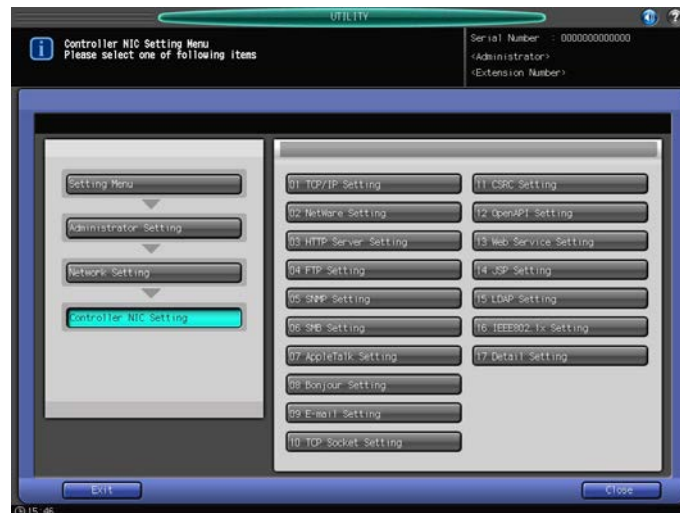 UTILITY
?
i
Controller NIC Setting Menu
Please select one of following items
Serial Number : 0000000000000
<Administrator>
<Extension Number>
Setting Menu
Administrator Setting
Network Setting
Controller NIC Setting
01 TCP/IP Setting
02 NetWare Setting
03 HTTP Server Setting
04 FTP Setting
05 SNMP Setting
06 SMB Setting
07 AppleTalk Setting
08 Bonjour Setting
09 E-mail Setting
10 TCP Socket Setting
11 CSRC Setting
12 OpenAPI Setting
13 Web Service Setting
14 JSP Setting
15 LDAP Setting
16 IEEE802.1x Setting
17 Detail Setting
Exit
Close
15:46